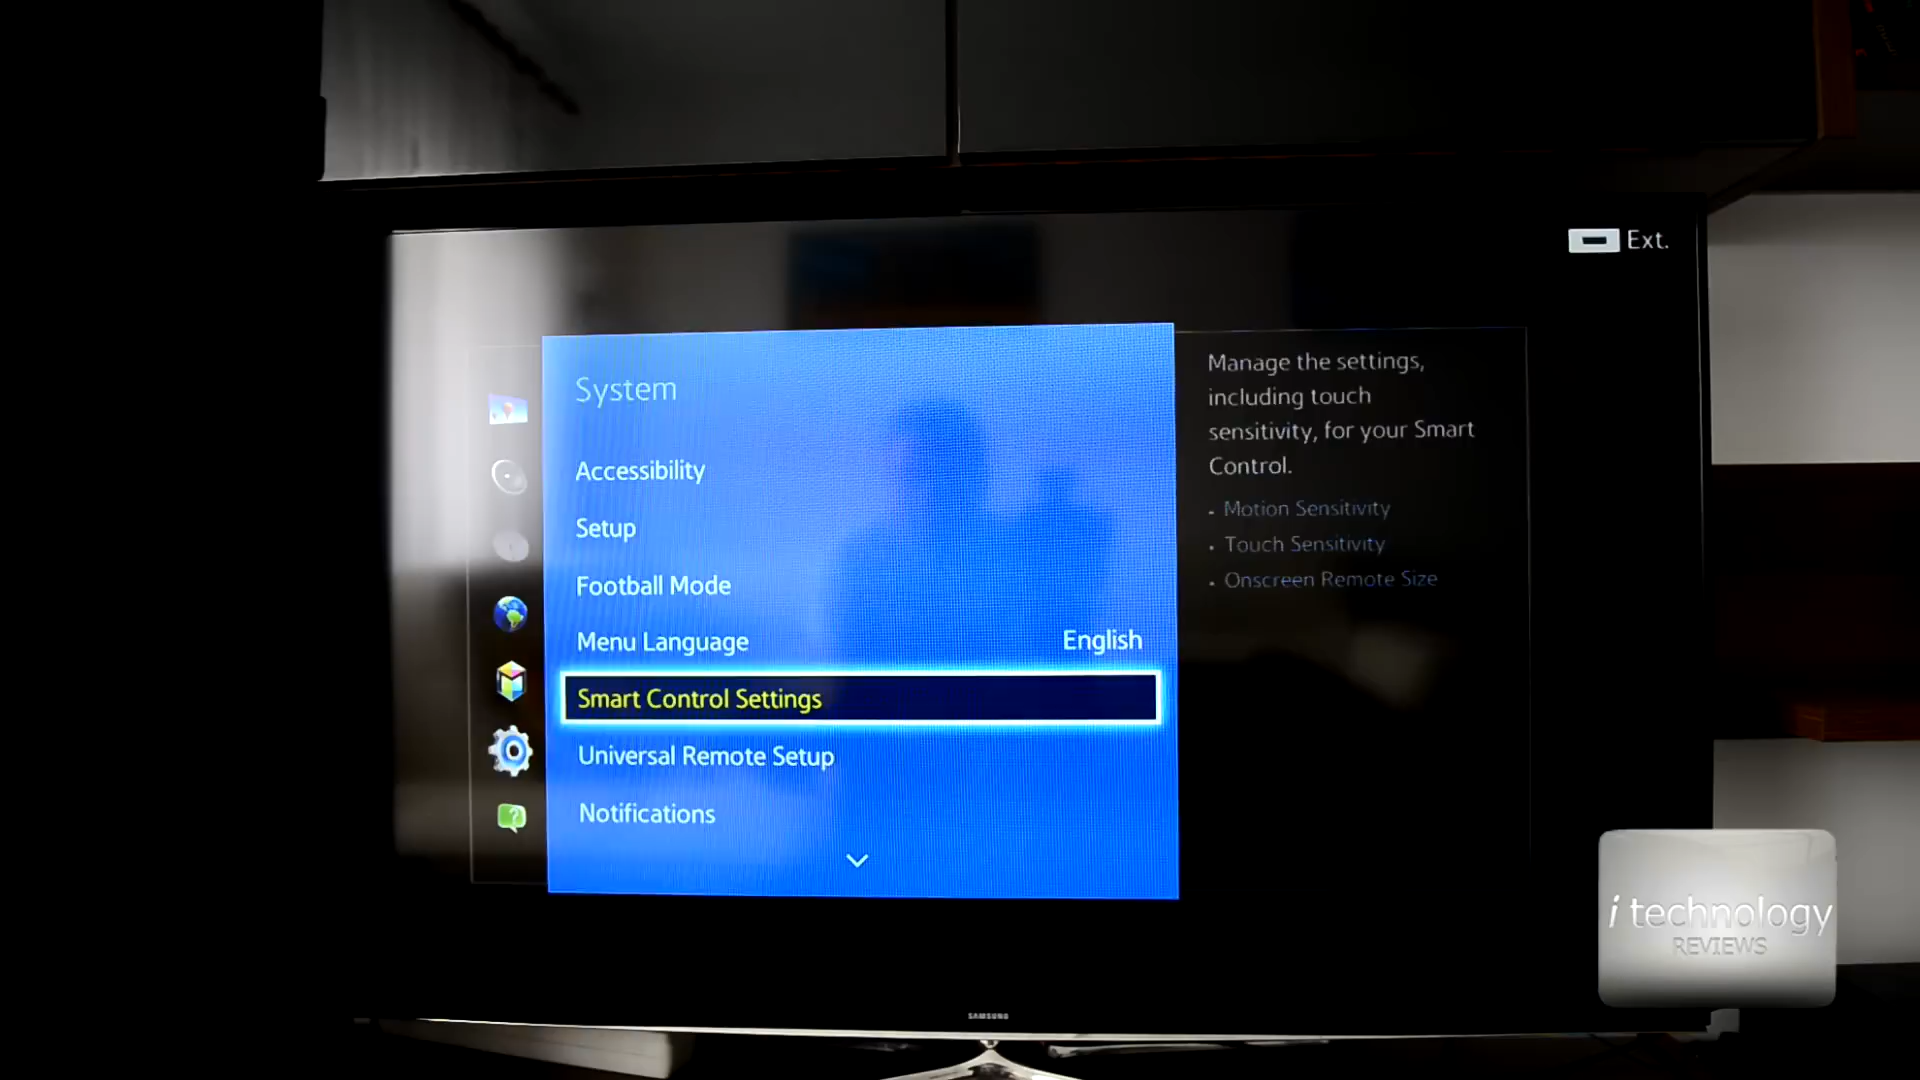 Ext.
System
Accessibility
Setup
Football Mode
Menu Language English
Smart Control Settings
Universal Remote Setup
Notifications
Manage the settings,
including touch
sensitivity, for your Smart
Control.
• Motion Sensitivity
• Touch Sensitivity
• Onscreen Remote Size
i technology
REVIEWS
SAMSUNG